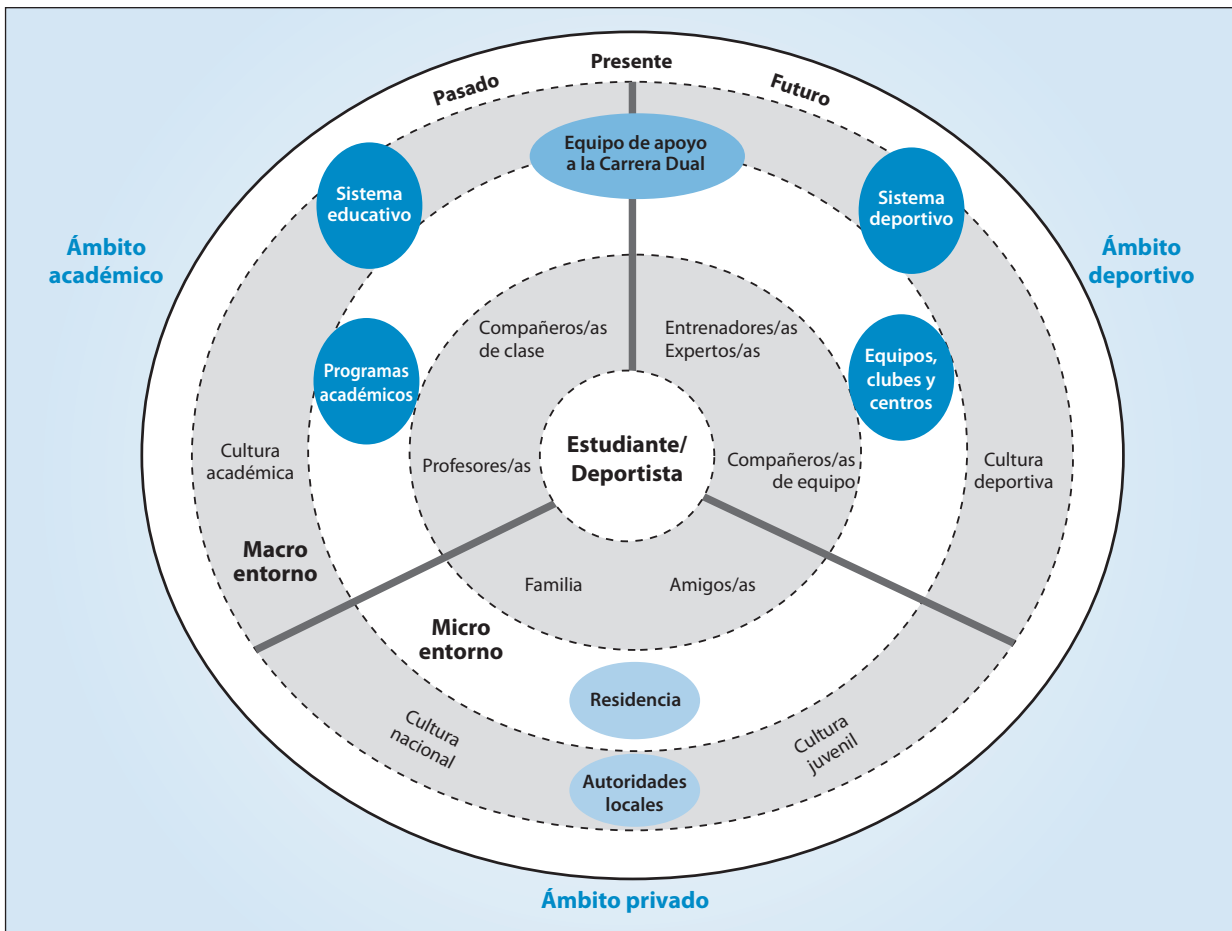 Presente
Pasado
Futuro
Equipo de apoyo
a la Carrera Dual
Sistema
educativo
Sistema
deportivo
Ámbito
académico
Ámbito
deportivo
Compañeros/as
de clase
Entrenadores/as
Expertos/as
Programas
académicos
Equipos,
clubes y
centros
Estudiante/
Deportista
Cultura
académica
Profesores/as
Compañeros/as
de equipo
Cultura
deportiva
Macro
entorno
Familia
Amigos/as
Micro
entorno
Residencia
Cultura
nacional
Cultura
juvenil
Autoridades
locales
Ámbito privado